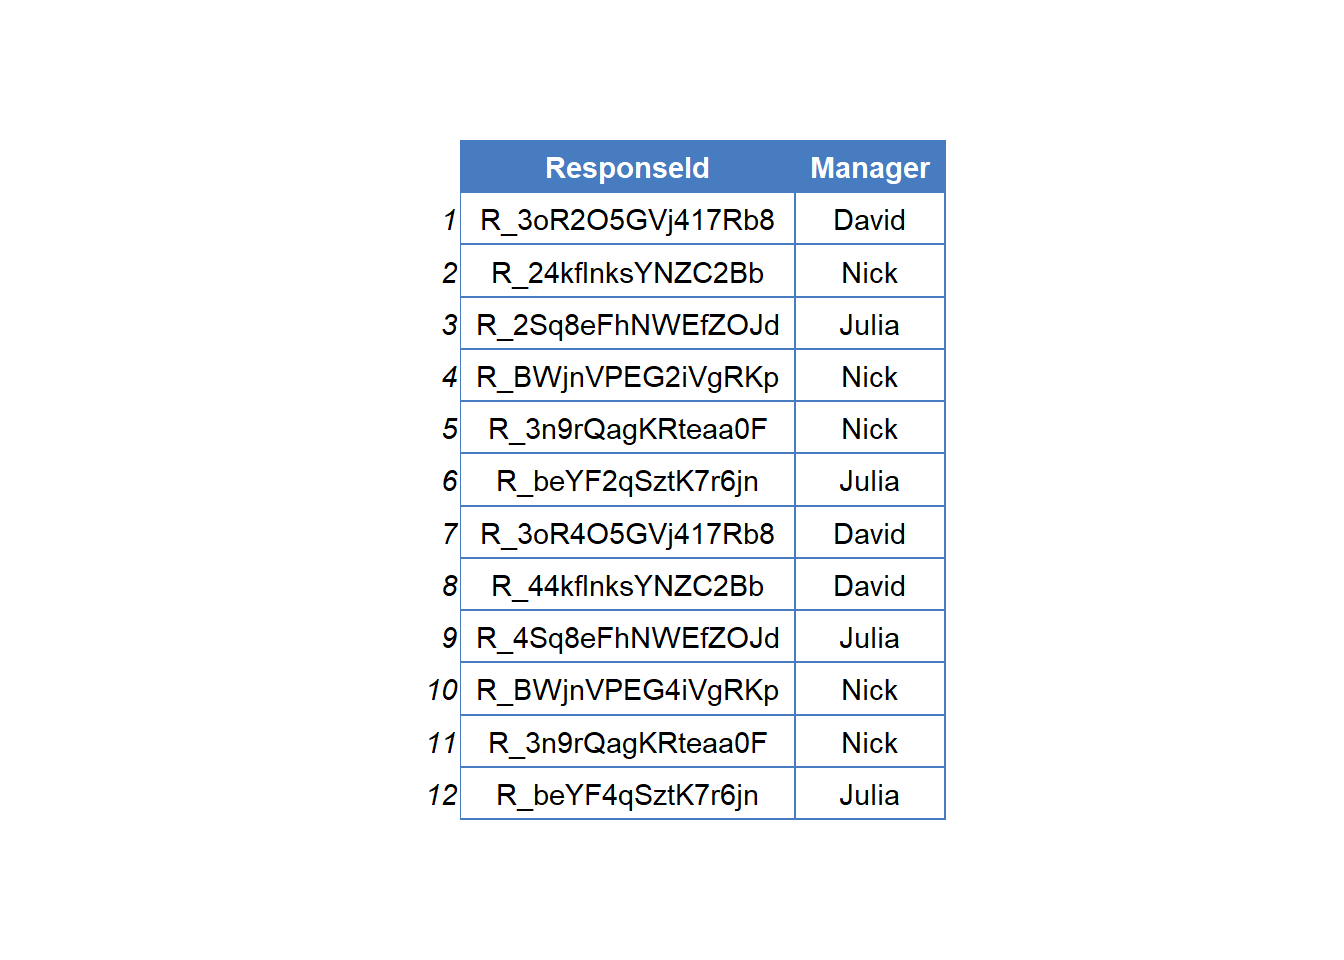 ResponseId Manager
1 R_3oR2O5GVj417Rb8 David
2 R_24kflnksYNZC2Bb Nick
3 R_2Sq8eFhNWEfZOJd Julia
4 R_BWjnVPEG2iVgRKp Nick
5 R_3n9rQagKRteaa0F Nick
6 R_beYF2qSztK7r6jn Julia
7 R_3oR4O5GVj417Rb8 David
8 R_44kflnksYNZC2Bb David
9 R_4Sq8eFhNWEfZOJd Julia
10 R_BWjnVPEG4iVgRKp Nick
11 R_3n9rQagKRteaa0F Nick
12 R_beYF4qSztK7r6jn Julia